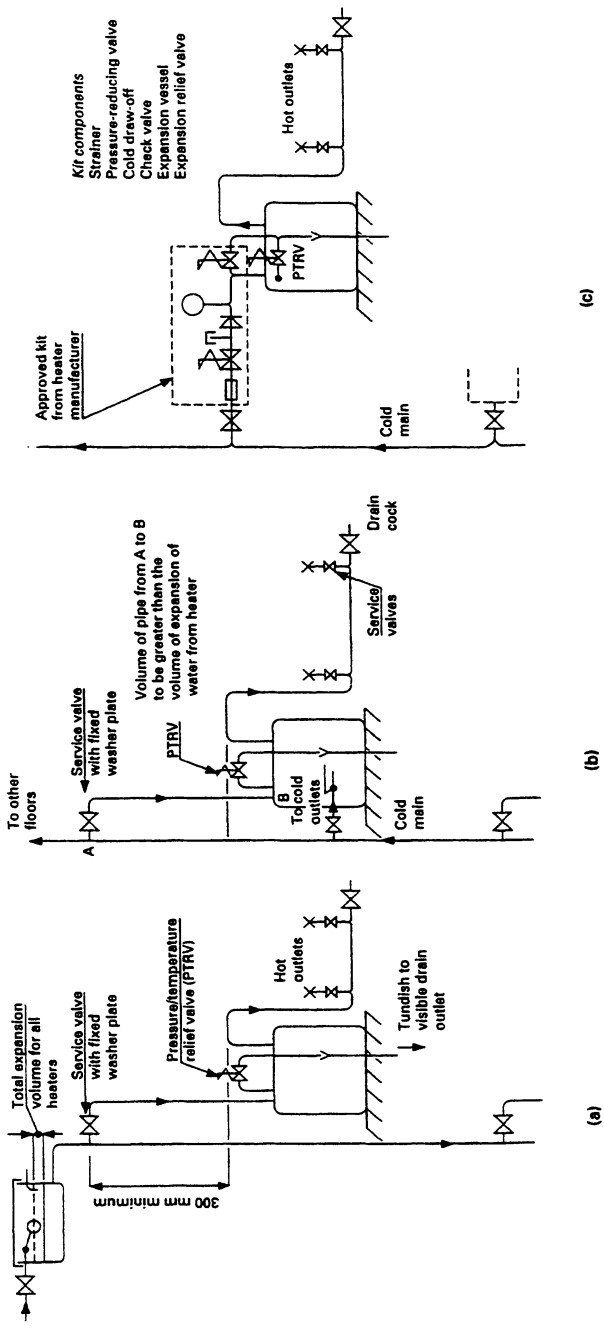 Total expansion
volume for all
heaters
Service valve
with fixed
washer plate
300 mm minimum
Pressure/temperature
relief valve (PTRV)
Hot
outlets
Tundish to
visible drain
outlet
(a)
To other
floors
A
Service valve
with fixed
washer plate
PTRV
Volume of pipe from A to B
to be greater than the
volume of expansion of
water from heater
B
To cold
outlets
Cold
main
Service
valves
Drain
cock
(b)
Approved kit
from heater
manufacturer
Kit components
Strainer
Pressure-reducing valve
Cold draw-off
Check valve
Expansion vessel
Expansion relief valve
PTRV
Hot outlets
Cold
main
(c)